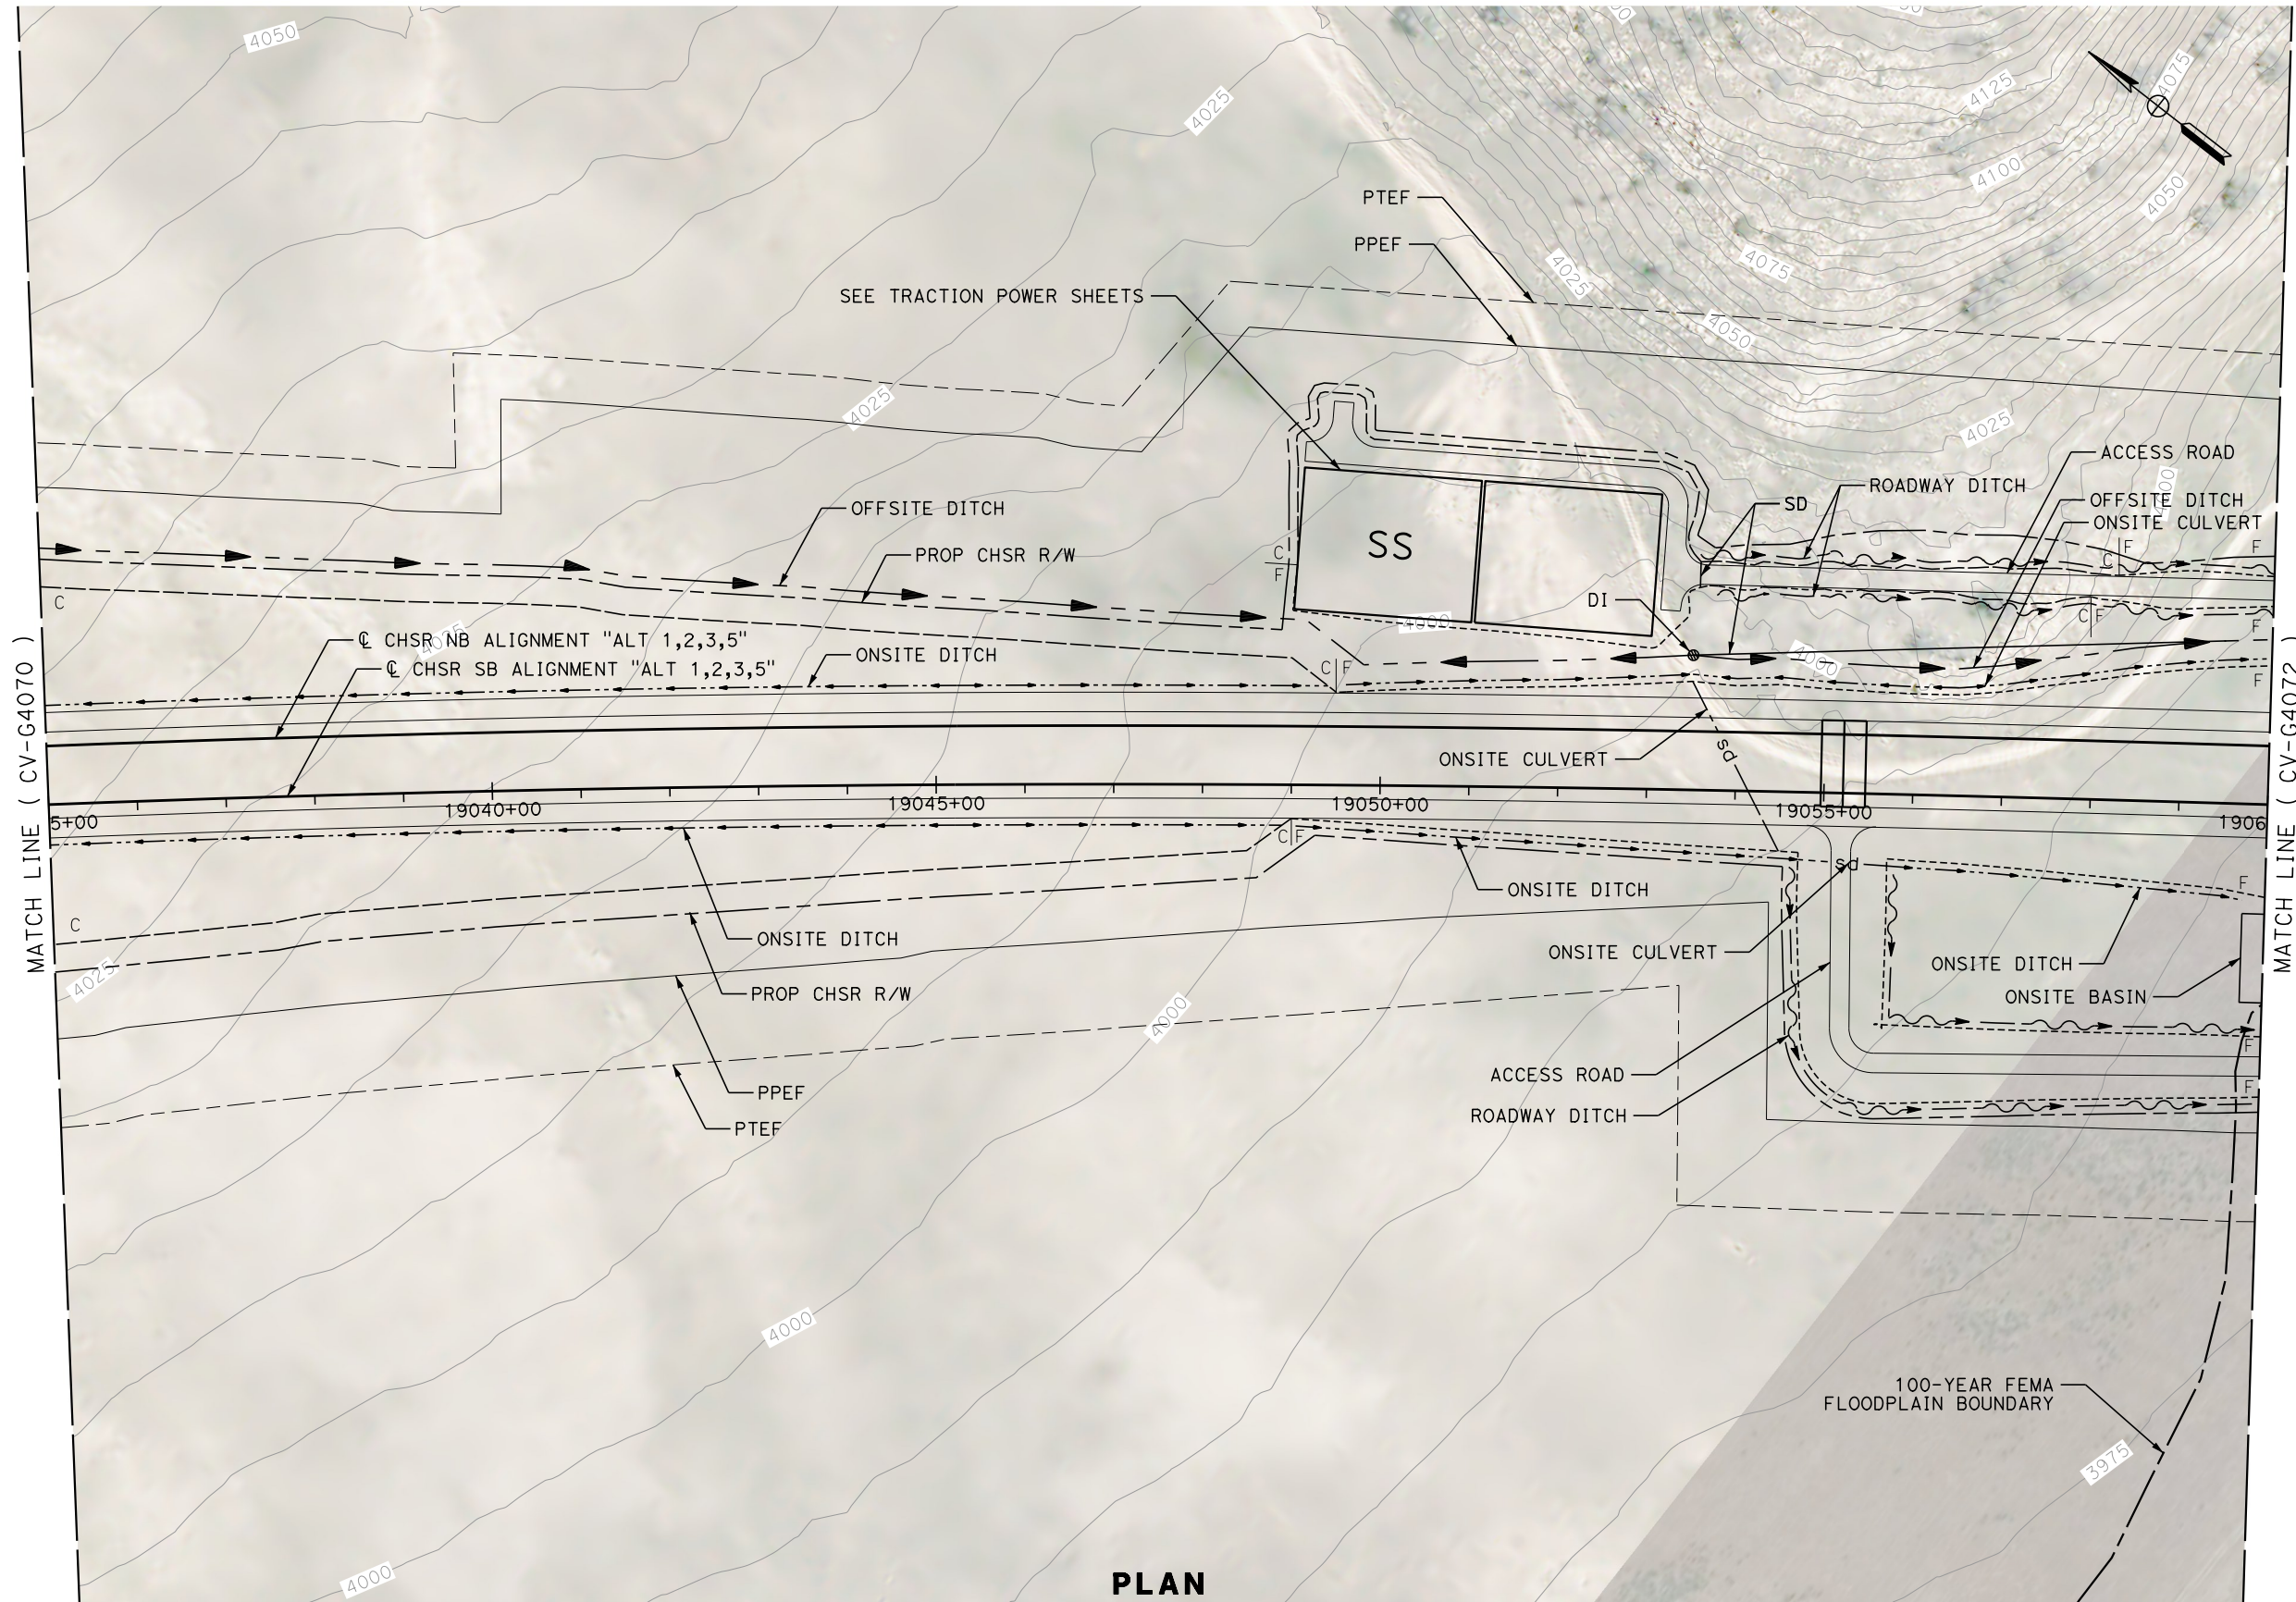 4050
4075
4125
4025
4100
4050
PTEF
PPEF
4075
4025
SEE TRACTION POWER SHEETS
4050
4025
4025
ACCESS ROAD
ROADWAY DITCH
OFFSITE DITCH
SD
ONSITE CULVERT
OFFSITE DITCH
SS
PROP CHSR R/W
C
F
F
C
F
C
DI
C
F
4000
℄ CHSR NB ALIGNMENT "ALT 1,2,3,5"
4025
ONSITE DITCH
℄ CHSR SB ALIGNMENT "ALT 1,2,3,5"
C F
4000
F
MATCH LINE ( CV-G4070 )
MATCH LINE ( CV-G4072 )
ONSITE CULVERT
sd
5+00
19040+00
19045+00
19050+00
19055+00
1906
C F
sd
ONSITE DITCH
F
C
ONSITE DITCH
ONSITE CULVERT
ONSITE DITCH
4025
PROP CHSR R/W
ONSITE BASIN
4000
F
ACCESS ROAD
PPEF
F
ROADWAY DITCH
PTEF
4000
100-YEAR FEMA
FLOODPLAIN BOUNDARY
3975
4000
PLAN